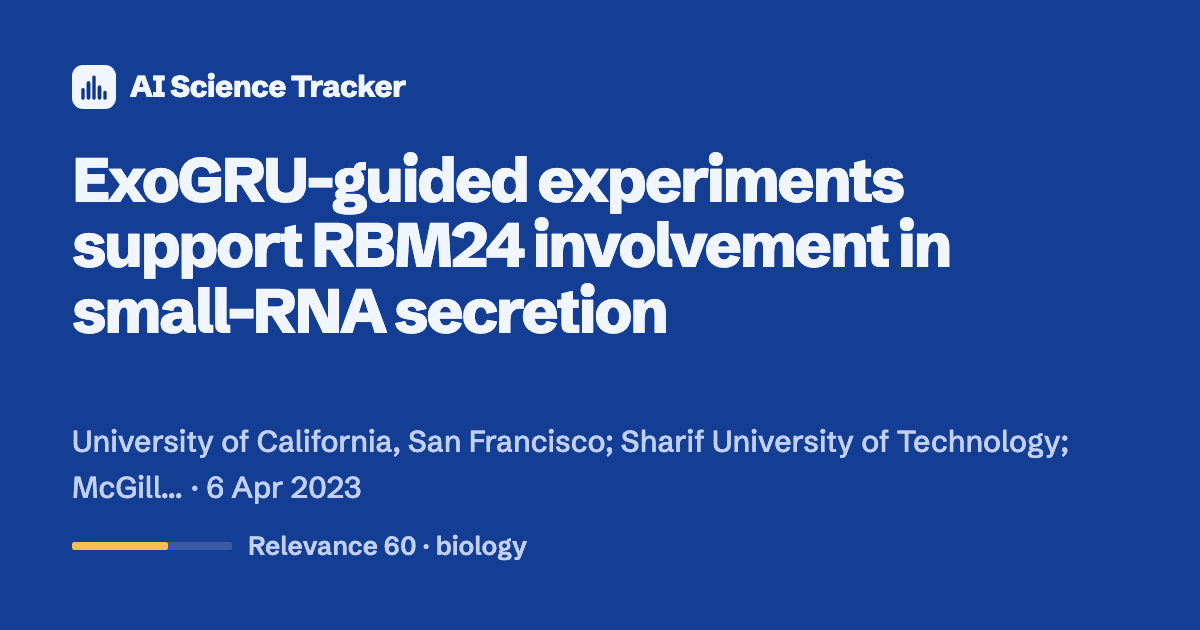 AI Science Tracker
ExoGRU-guided experiments
support RBM24 involvement in
small-RNA secretion
University of California, San Francisco; Sharif University of Technology;
McGill... · 6 Apr 2023
Relevance 60 · biology